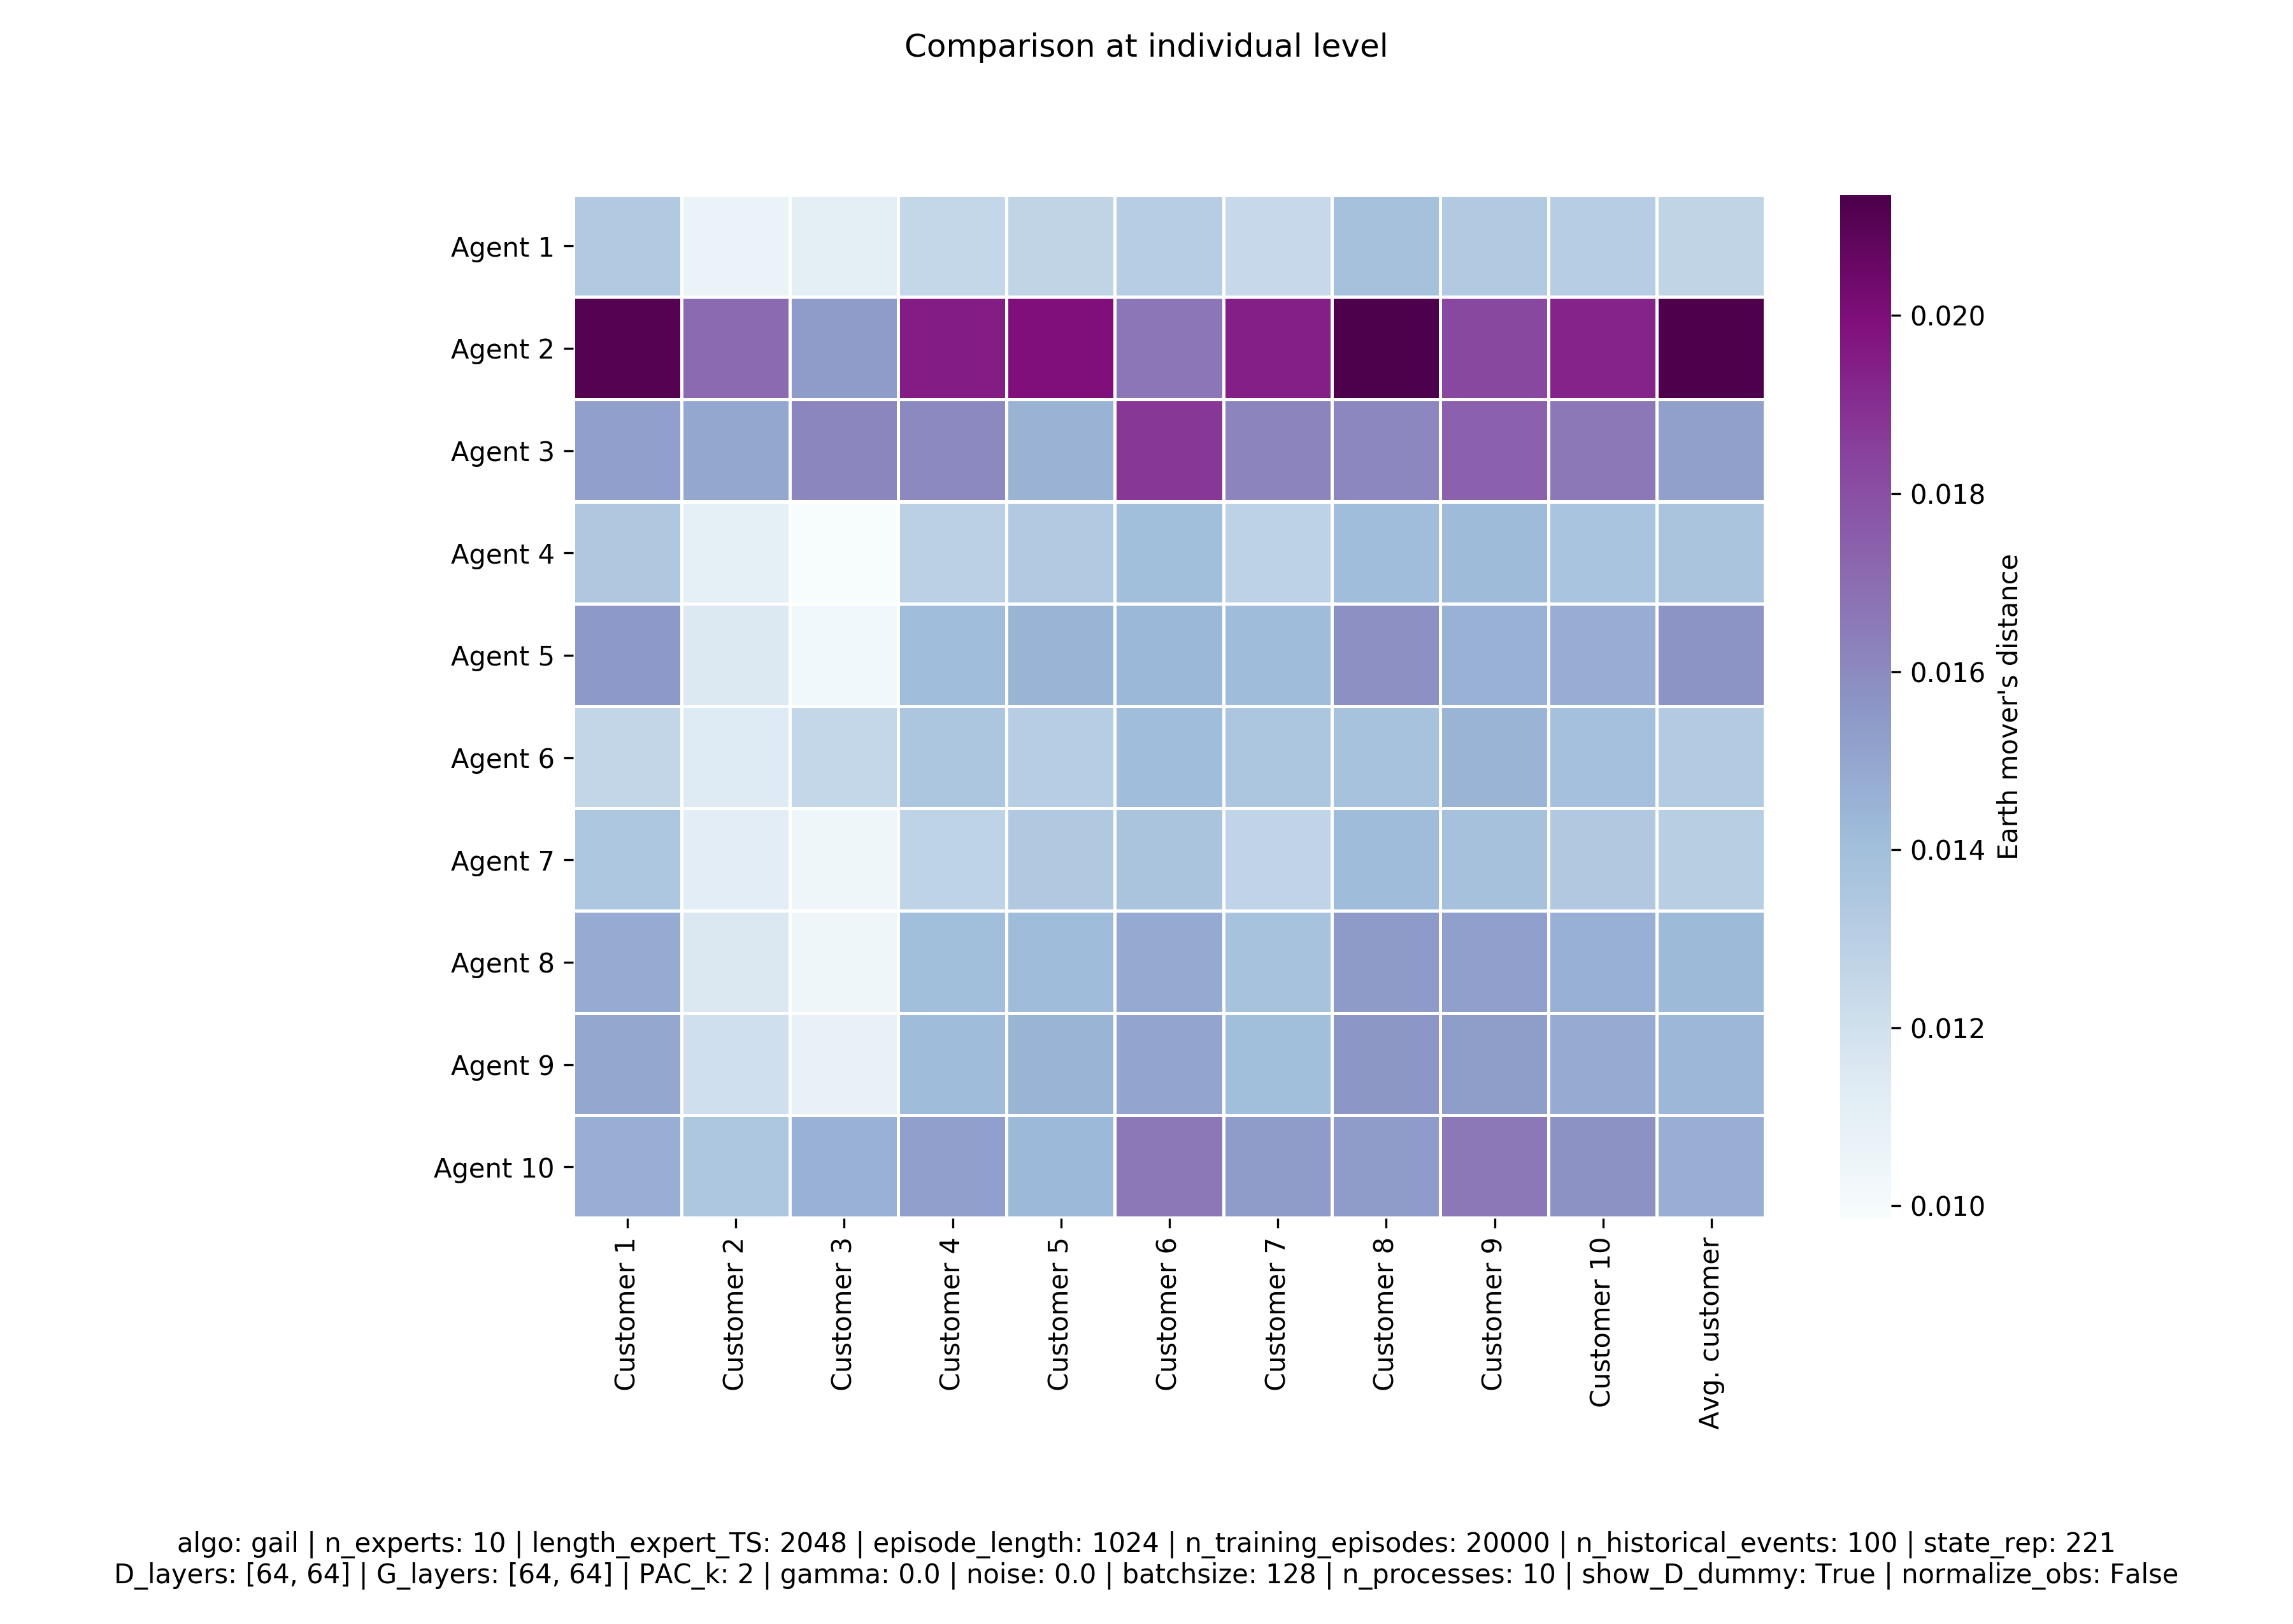 Comparison at individual level
Agent 1
Agent 2
Agent 3
Agent 4
Agent 5
Agent 6
Agent 7
Agent 8
Agent 9
Agent 10
Customer 1
Customer 2
Customer 3
Customer 4
Customer 5
Customer 6
Customer 7
Customer 8
Customer 9
Customer 10
Avg. customer
0.020
0.018
0.016
0.014
0.012
0.010
Earth mover's distance
algo: gail | n_experts: 10 | length_expert_TS: 2048 | episode_length: 1024 | n_training_episodes: 20000 | n_historical_events: 100 | state_rep: 221
D_layers: [64, 64] | G_layers: [64, 64] | PAC_k: 2 | gamma: 0.0 | noise: 0.0 | batchsize: 128 | n_processes: 10 | show_D_dummy: True | normalize_obs: False